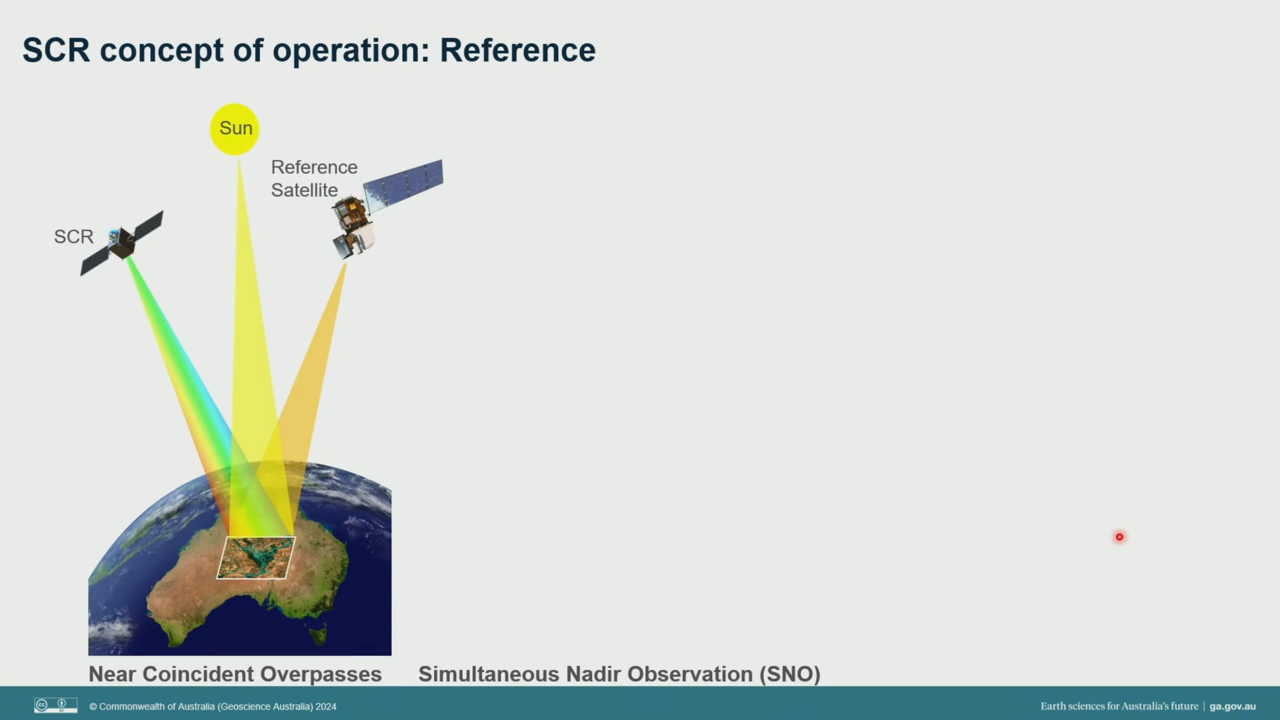 SCR concept of operation: Reference
Sun
Reference
Satellite
SCR
Near Coincident Overpasses
Simultaneous Nadir Observation (SNO)
© Commonwealth of Australia (Geoscience Australia) 2024
Earth sciences for Australia's future | ga.gov.au